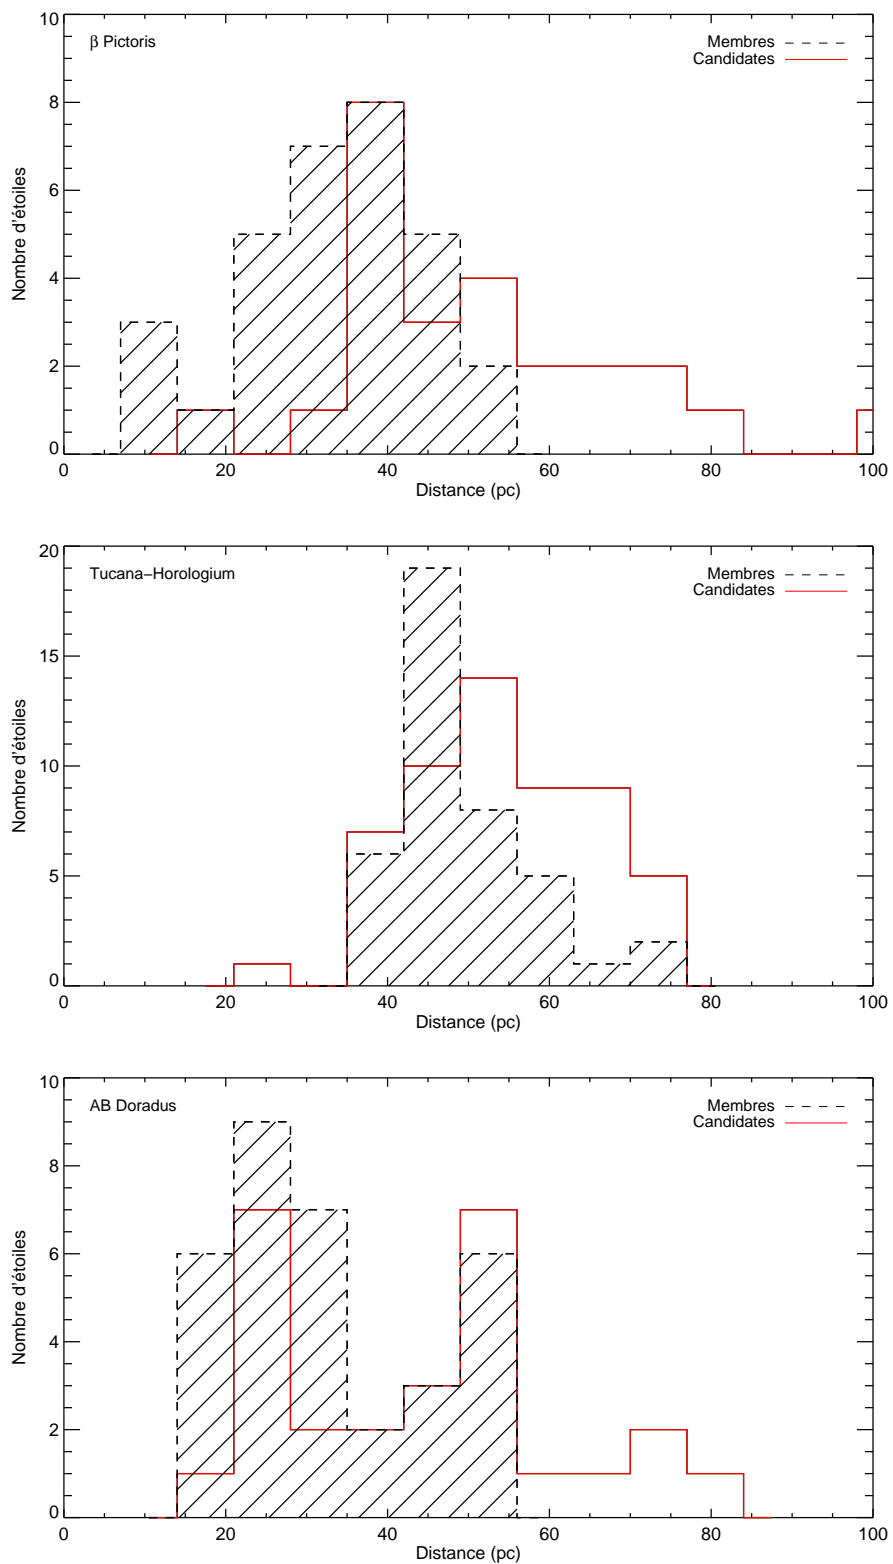 β Pictoris
Membres
Candidates
Nombre d'étoiles
10
8
6
4
2
0
0 20 40 60 80 100
Distance (pc)
Tucana−Horologium
Membres
Candidates
Nombre d'étoiles
20
15
10
5
0
0 20 40 60 80 100
Distance (pc)
AB Doradus
Membres
Candidates
Nombre d'étoiles
10
8
6
4
2
0
0 20 40 60 80 100
Distance (pc)